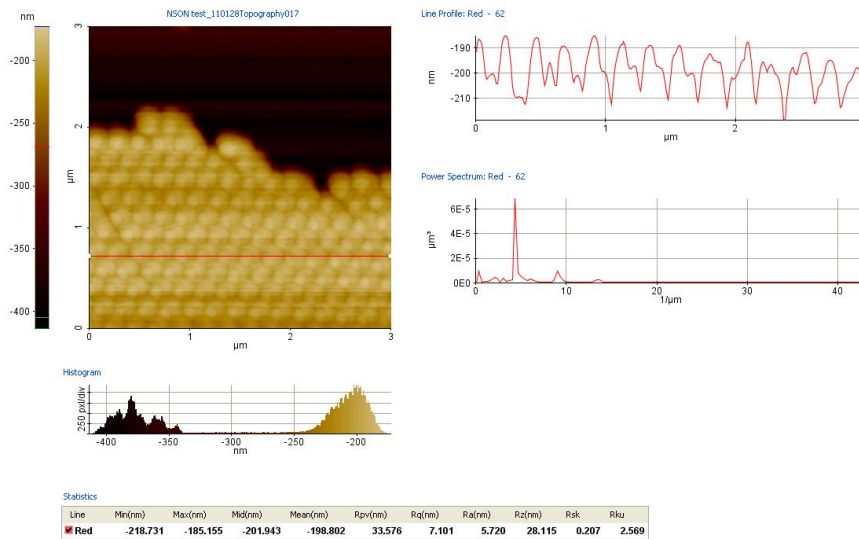 nm
-200
-250
-300
-350
-400
NSON test_110128Topography017
3
2
1
0
µm
0 1 2 3
µm
Line Profile: Red - 62
-190
-200
-210
nm
0 1 2
µm
Power Spectrum: Red - 62
6E-5
4E-5
2E-5
0E0
µm³
0 10 20 30 40
1/µm
Histogram
250 pxl/div
-400 -350 -300 -250 -200
nm
Statistics
Line Min(nm) Max(nm) Mid(nm) Mean(nm) Rpv(nm) Rq(nm) Ra(nm) Rz(nm) Rsk Rku
Red -218.731 -185.155 -201.943 -198.802 33.576 7.101 5.720 28.115 0.207 2.569